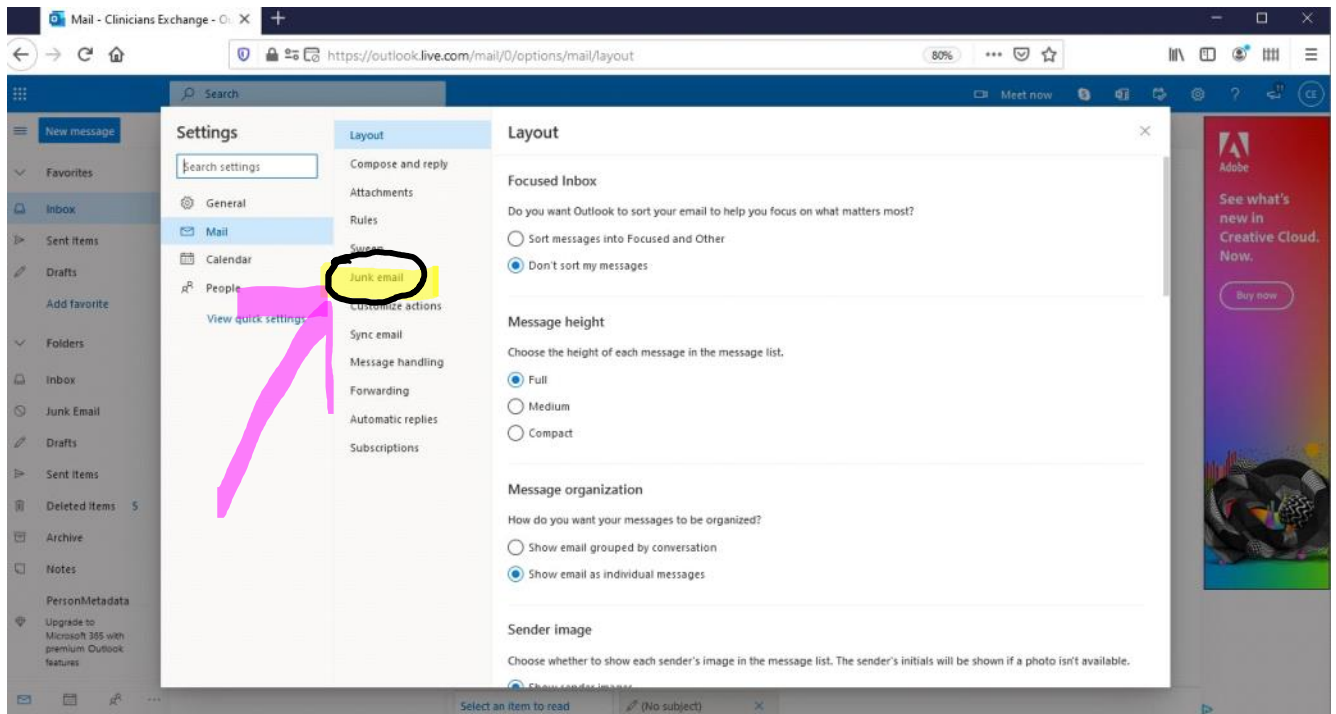 Mail - Clinicians Exchange - O
https://outlook.live.com/mail/0/options/mail/layout
80%
Search
Meet now
CE
New message
Favorites
Inbox
Sent Items
Drafts
Add favorite
Folders
Inbox
Junk Email
Drafts
Sent Items
Deleted Items 5
Archive
Notes
PersonMetadata
Upgrade to
Microsoft 365 with
premium Outlook
features
Settings
Search settings
General
Mail
Calendar
People
View quick settings
Layout
Compose and reply
Attachments
Rules
Sweep
Junk email
Customize actions
Sync email
Message handling
Forwarding
Automatic replies
Subscriptions
Layout
Focused Inbox
Do you want Outlook to sort your email to help you focus on what matters most?
Sort messages into Focused and Other
Don't sort my messages
Message height
Choose the height of each message in the message list.
Full
Medium
Compact
Message organization
How do you want your messages to be organized?
Show email grouped by conversation
Show email as individual messages
Sender image
Choose whether to show each sender's image in the message list. The sender's initials will be shown if a photo isn't available.
Show sender images
Select an item to read
(No subject)
Adobe
See what's
new in
Creative Cloud.
Now.
Buy now